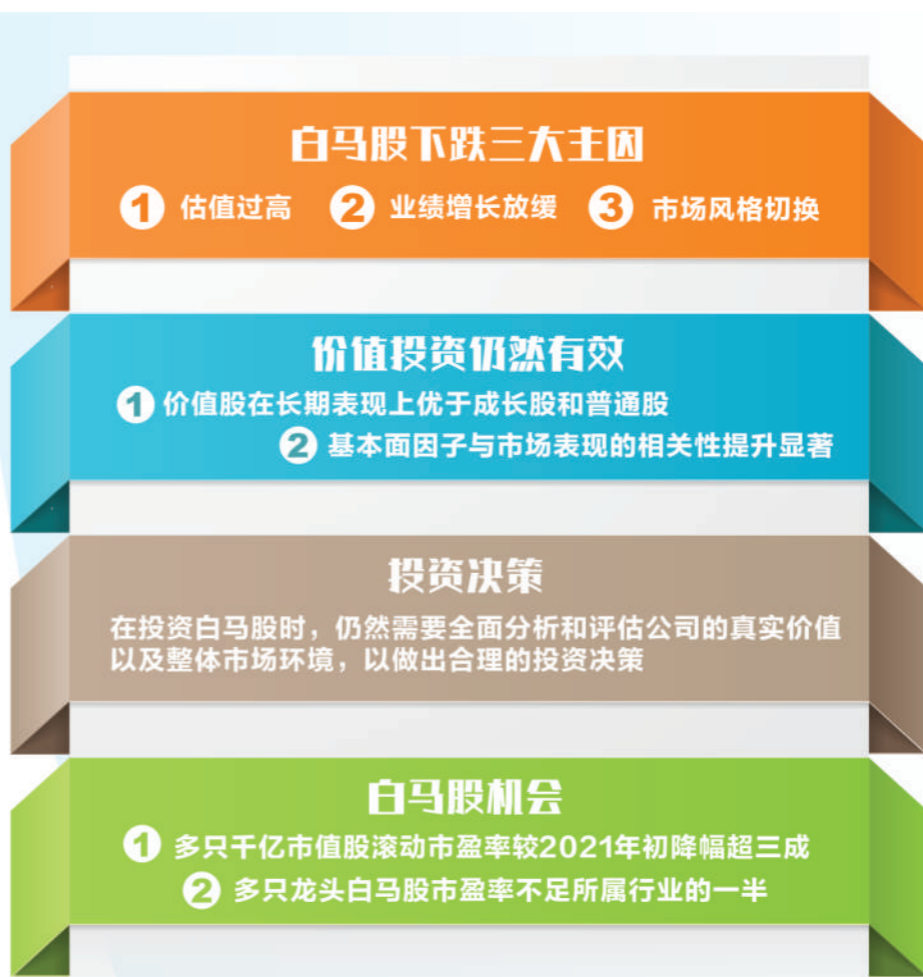 白马股下跌三大主因
1 估值过高 2 业绩增长放缓 3 市场风格切换
价值投资仍然有效
1 价值股在长期表现上优于成长股和普通股
2 基本面因子与市场表现的相关性提升显著
投资决策
在投资白马股时，仍然需要全面分析和评估公司的真实价值
以及整体市场环境，以做出合理的投资决策
白马股机会
1 多只千亿市值股滚动市盈率较2021年初降幅超三成
2 多只龙头白马股市盈率不足所属行业的一半